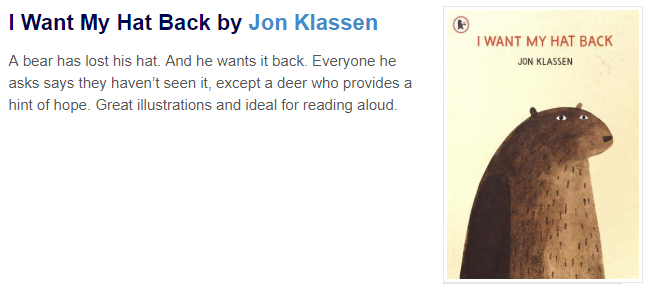 I Want My Hat Back by Jon Klassen
A bear has lost his hat. And he wants it back. Everyone he
asks says they haven’t seen it, except a deer who provides a
hint of hope. Great illustrations and ideal for reading aloud.
I WANT MY HAT BACK
JON KLASSEN